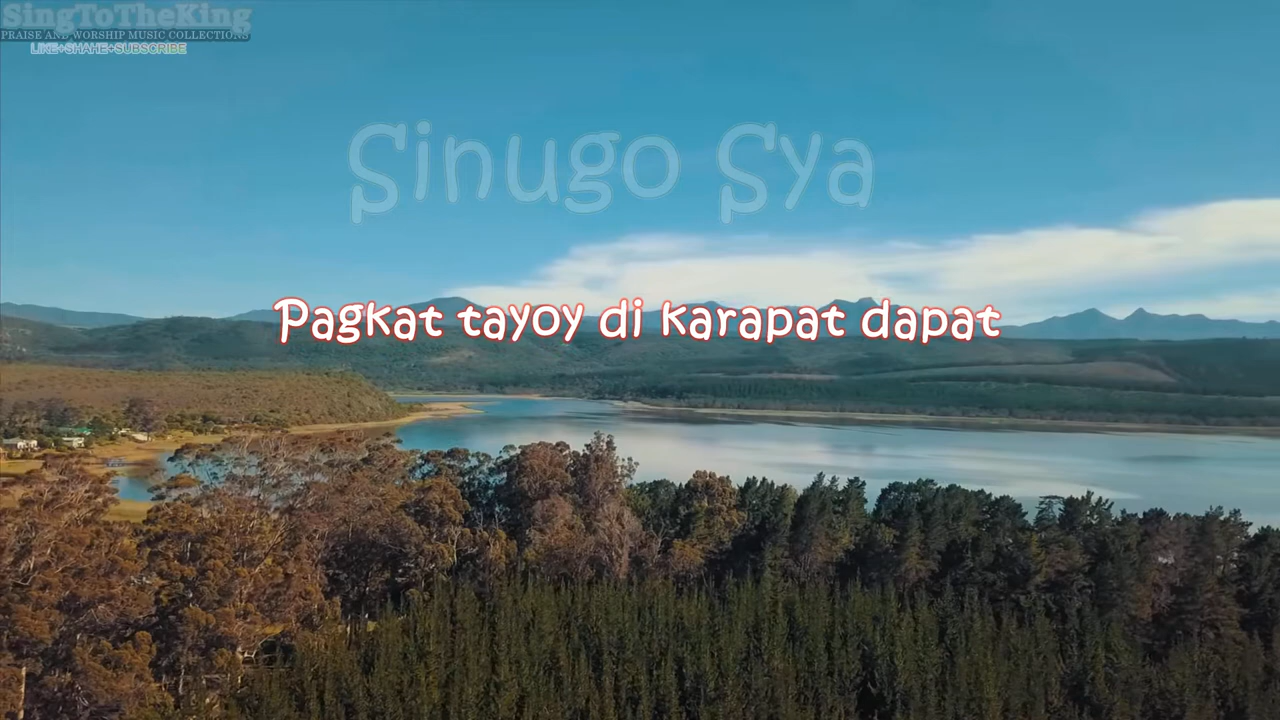 SingToTheKing
PRAISE AND WORSHIP MUSIC COLLECTIONS
LIKE+SHARE+SUBSCRIBE
Sinugo Sya
Pagkat tayoy di karapat dapat